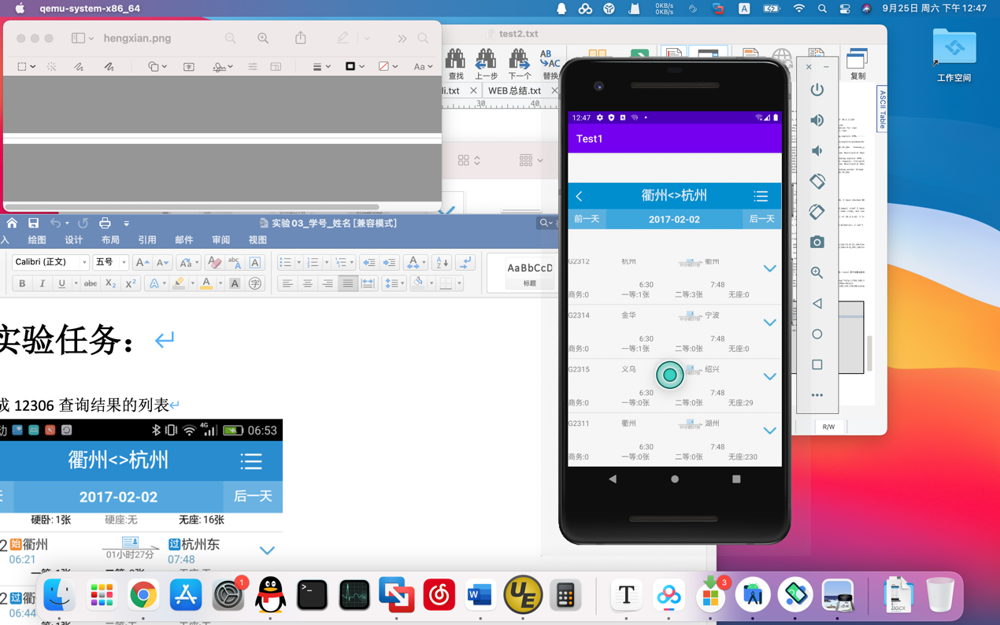 qemu-system-x86_64
0KB/s
0KB/s
A
9月25日 周六 下午12:47
hengxian.png
Aa
test2.txt
查找
上一步
下一个
替换
AB
AC
复制
li.txt
WEB 总结.txt
30
40
ASCII Table
工作空间
实验 03_学号_姓名 [兼容模式]
入
绘图
设计
布局
引用
邮件
审阅
视图
Calibri (正文)
五号
AaBbCcD
标题
B
I
U
abc
X₂
X²
实验任务：
成 12306 查询结果的列表
动
4G
06:53
衢州<>杭州
天
2017-02-02
后一天
硬卧: 1张
硬座:无
无座: 16张
2
始
衢州
过
杭州东
06:21
01小时27分
07:48
2
过
衢
06:44
12:47
Test1
衢州<>杭州
前一天
2017-02-02
后一天
G2312
杭州
衢州
6:30
7:48
商务:0
一等:1张
二等:3张
无座:0
G2314
金华
宁波
6:30
7:48
商务:0
一等:1张
二等:0张
无座:0
G2315
义乌
绍兴
6:30
7:48
商务:0
一等:0张
二等:0张
无座:29
G2311
衢州
湖州
6:30
7:48
商务:0
一等:0张
二等:0张
无座:230
R/W
1
3
UE
W
T
DOCX